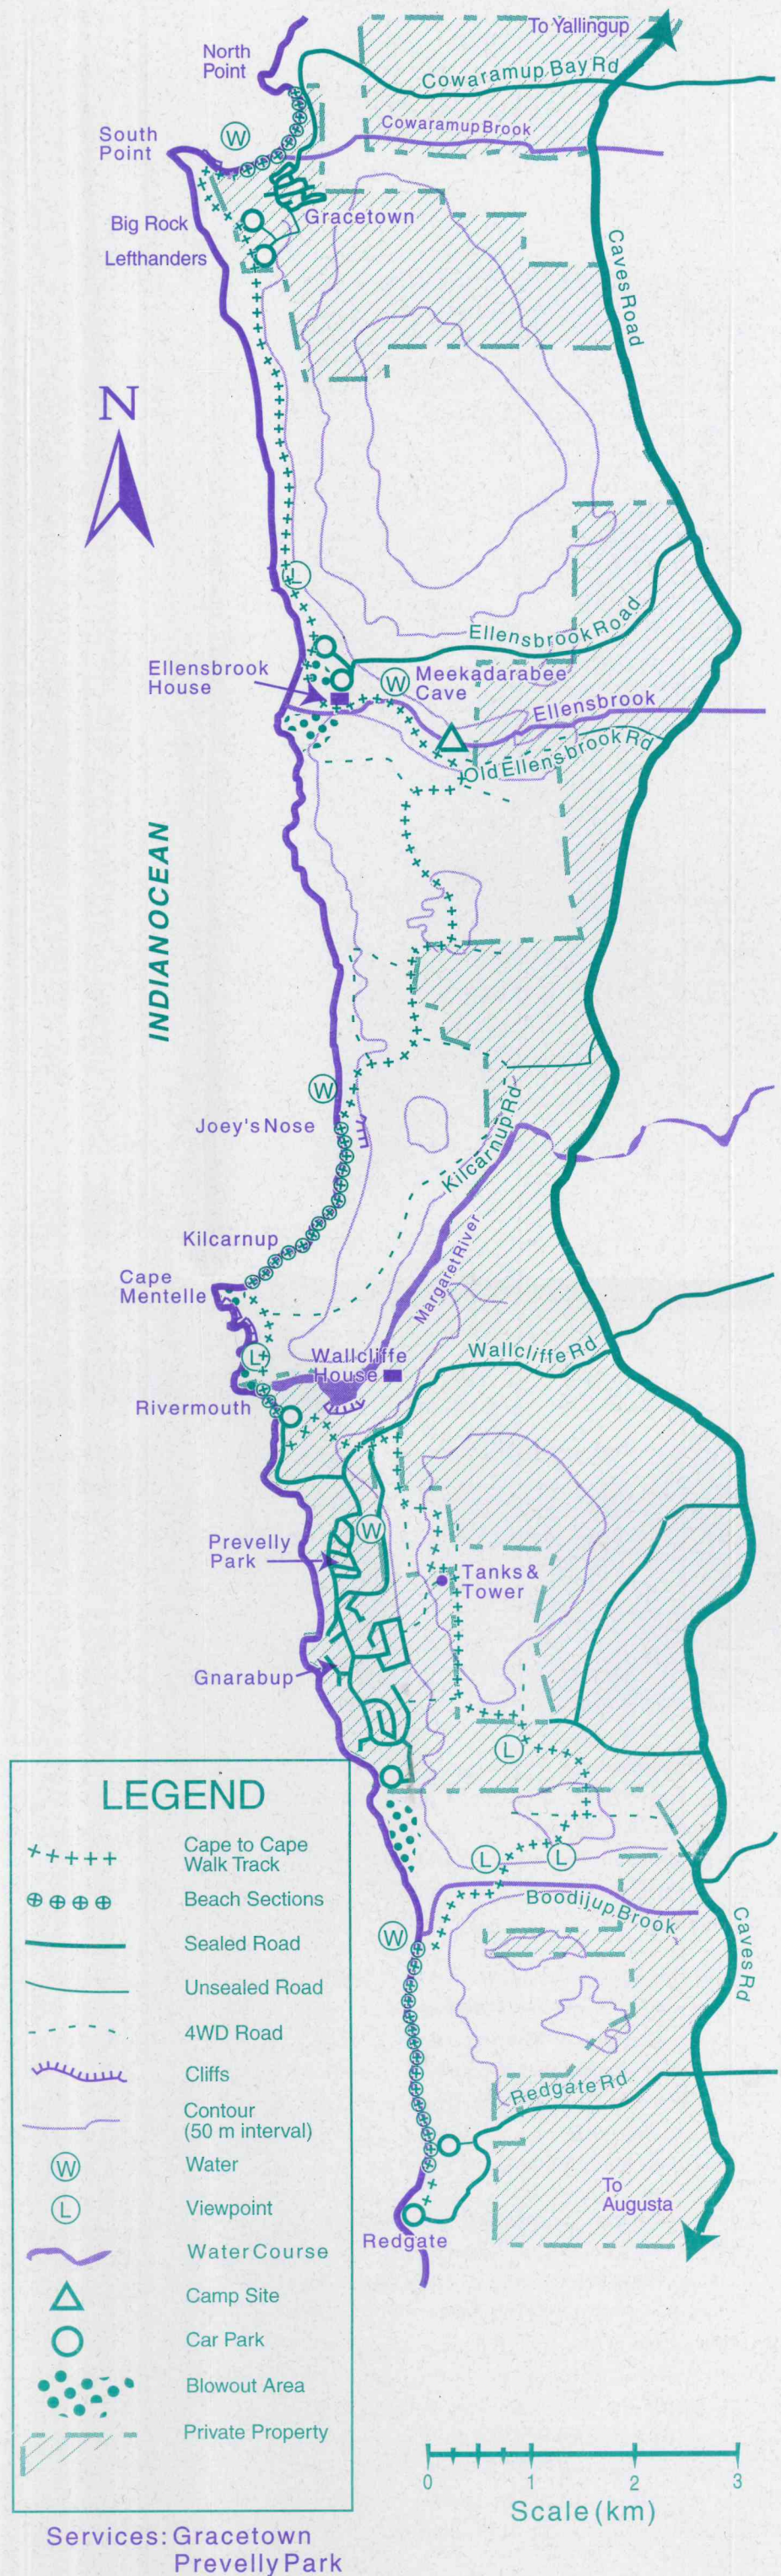 To Yallingup
North
Point
Cowaramup Bay Rd
W
South
Point
Cowaramup Brook
Big Rock
Gracetown
Lefthanders
Caves Road
N
L
Ellensbrook Road
Ellensbrook
House
W
Meekadarabee
Cave
Ellensbrook
Old Ellensbrook Rd
INDIAN OCEAN
W
Joey's Nose
Kilcarnup Rd
Kilcarnup
Cape
Mentelle
Margaret River
L
Wallcliffe
House
Wallcliffe Rd
Rivermouth
W
Prevelly
Park
Tanks &
Tower
Gnarabup
L
L
L
Boodijup Brook
W
Caves Rd
Redgate Rd
To
Augusta
Redgate
LEGEND
Cape to Cape
Walk Track
Beach Sections
Sealed Road
Unsealed Road
4WD Road
Cliffs
Contour
(50 m interval)
W Water
L Viewpoint
Water Course
Camp Site
Car Park
Blowout Area
Private Property
0 1 2 3
Scale (km)
Services: Gracetown
Prevelly Park